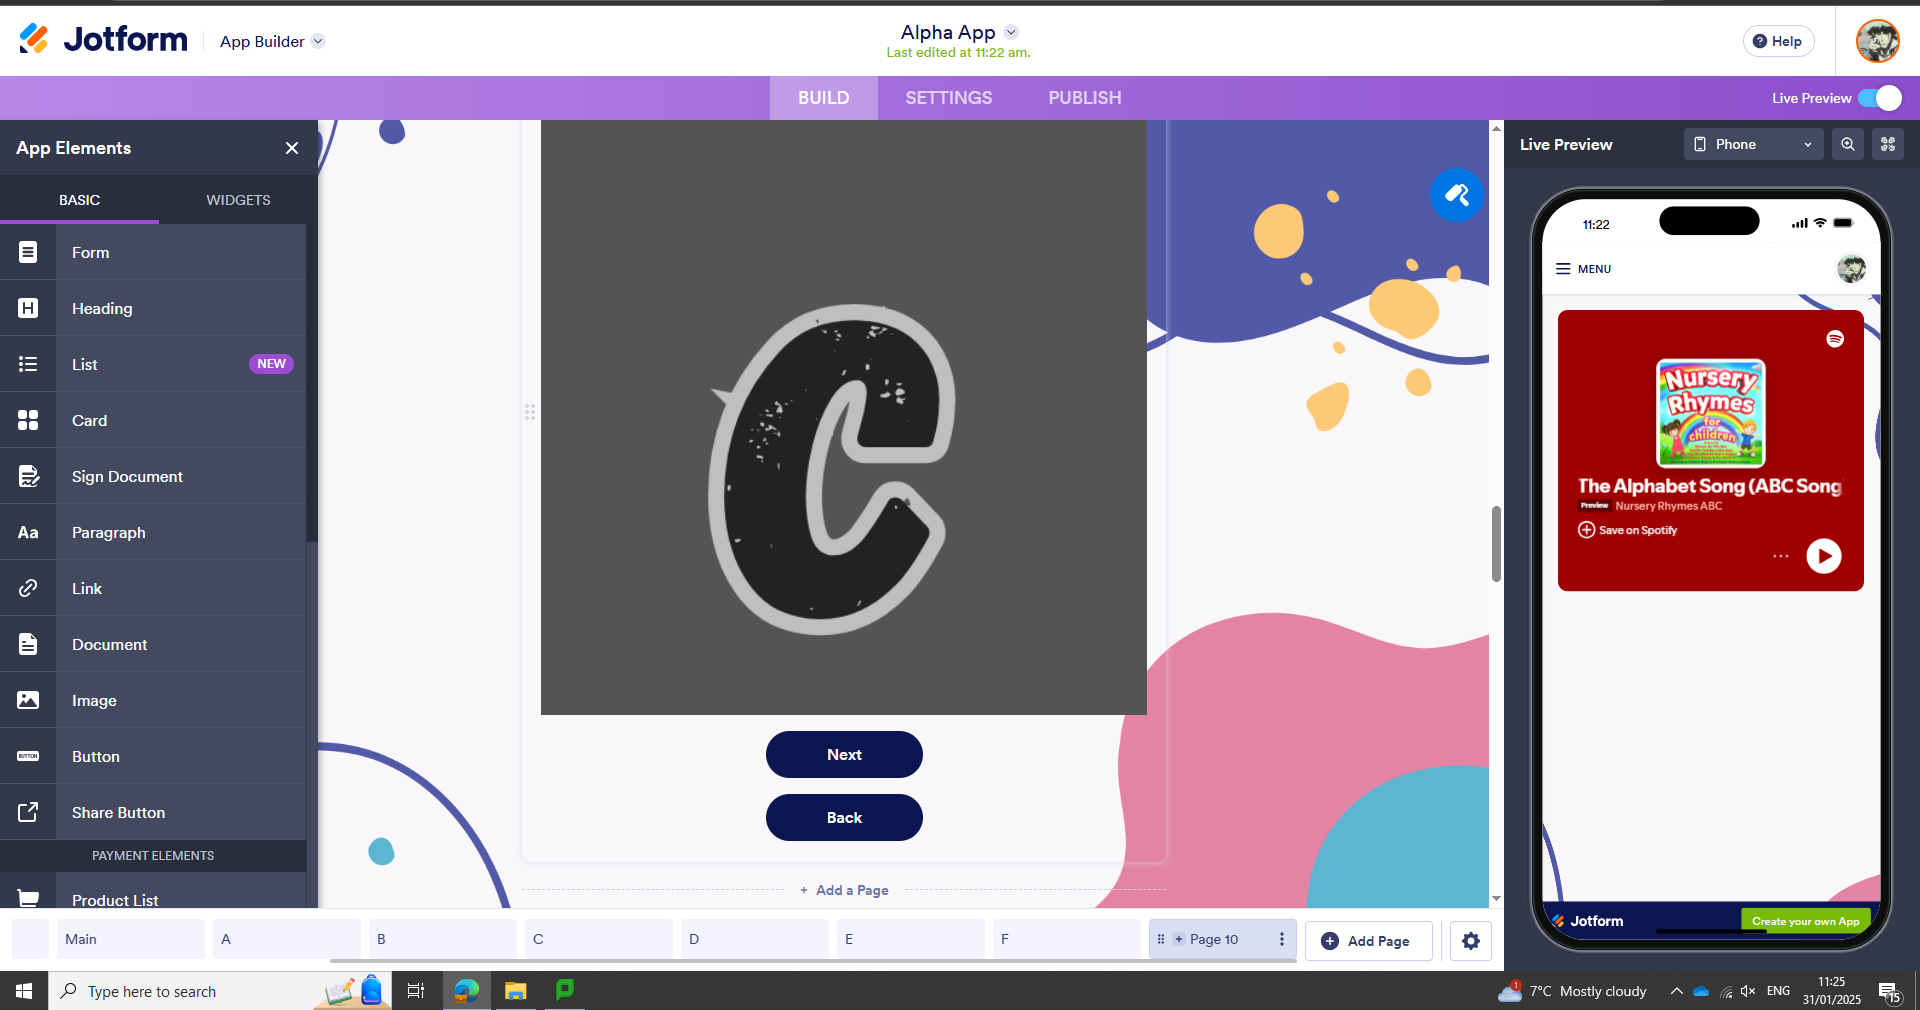 Jotform
App Builder
Alpha App
Last edited at 11:22 am.
Help
BUILD
SETTINGS
PUBLISH
Live Preview
App Elements
BASIC
WIDGETS
Form
Heading
List
NEW
Card
Sign Document
Aa
Paragraph
Link
Document
Image
BUTTON
Button
Share Button
PAYMENT ELEMENTS
Product List
C
Next
Back
+ Add a Page
Main
A
B
C
D
E
F
+ Page 10
Add Page
Live Preview
Phone
11:22
MENU
Nursery
Rhymes
for
children
The Alphabet Song (ABC Song
Preview
Nursery Rhymes ABC
Save on Spotify
Jotform
Create your own App
Type here to search
1
7°C Mostly cloudy
ENG
11:25
31/01/2025
15